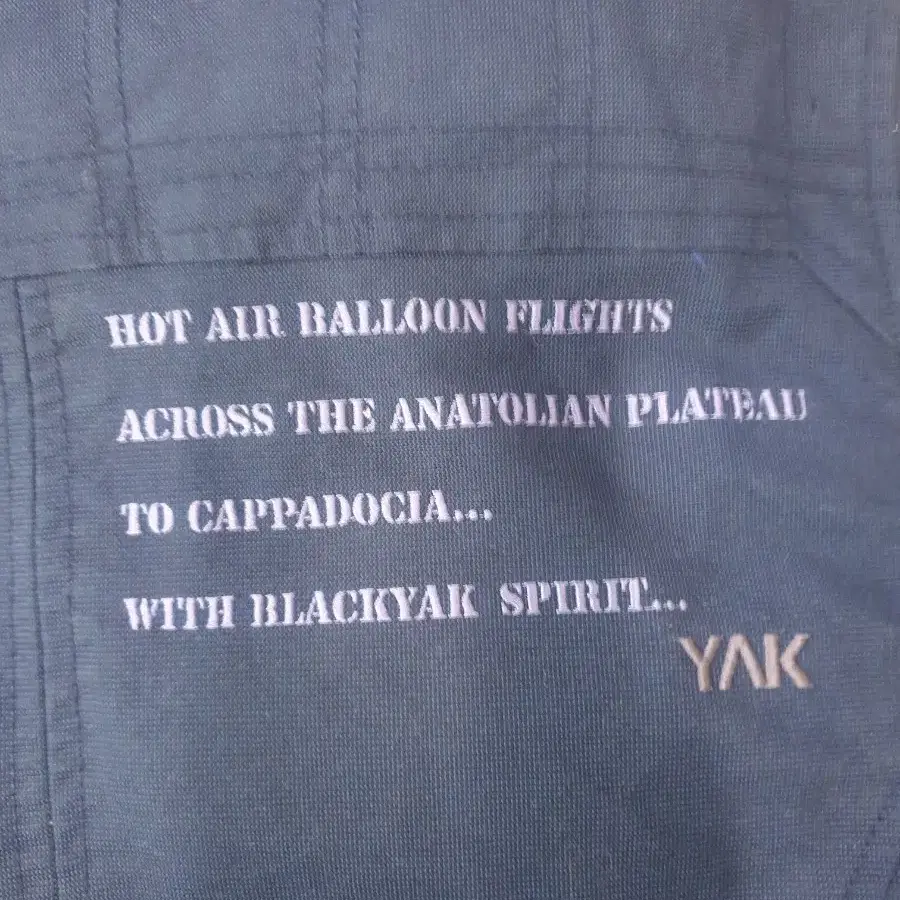 HOT AIR BALLOON FLIGHTS
ACROSS THE ANATOLIAN PLATEAU
TO CAPPADOCIA...
WITH BLACKYAK SPIRIT...
YAK